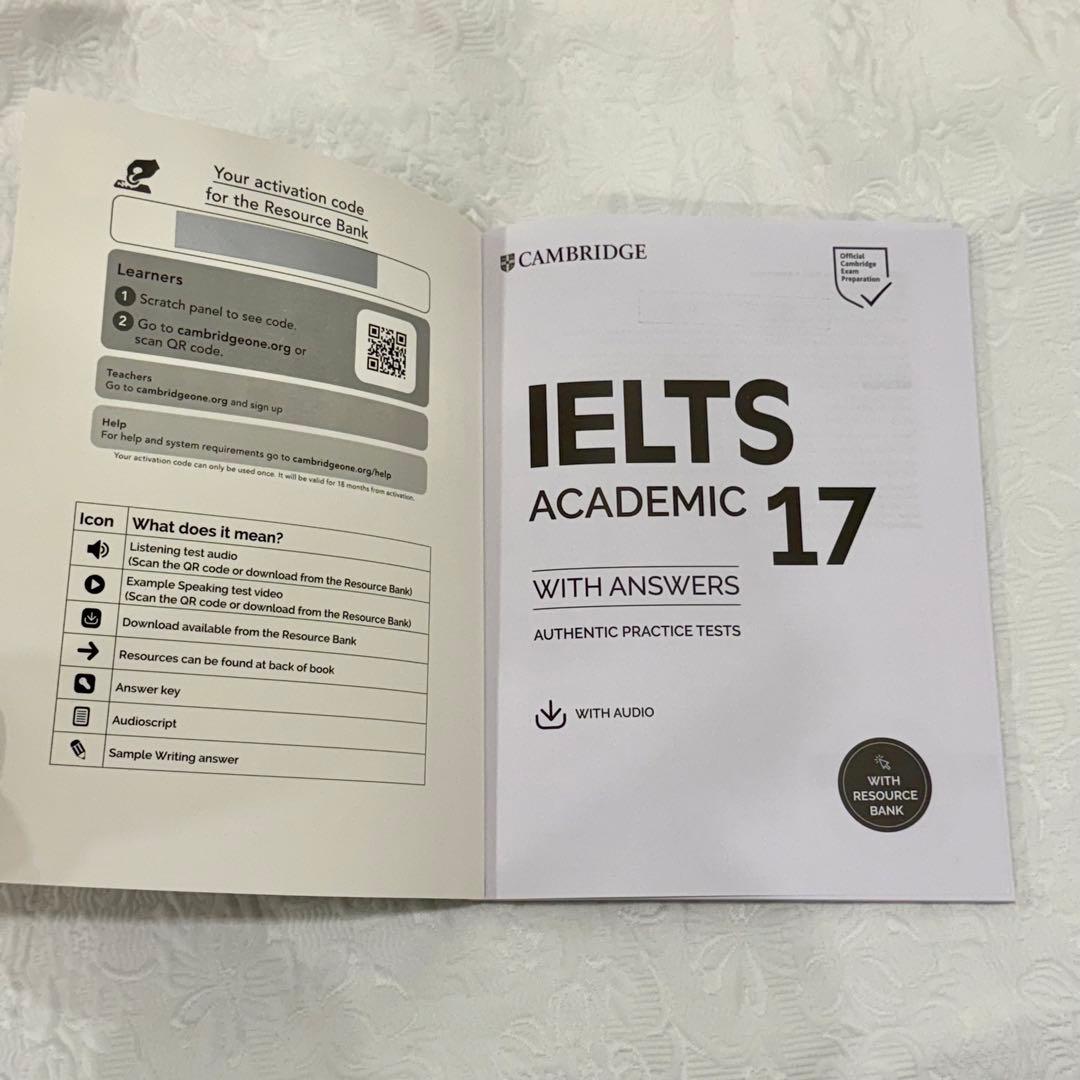 Your activation code
for the Resource Bank
Learners
1 Scratch panel to see code.
2 Go to cambridgeone.org or
scan QR code.
Teachers
Go to cambridgeone.org and sign up
Help
For help and system requirements go to cambridgeone.org/help
Your activation code can only be used once. It will be valid for 18 months from activation.
Icon What does it mean?
Listening test audio
(Scan the QR code or download from the Resource Bank)
Example Speaking test video
(Scan the QR code or download from the Resource Bank)
Download available from the Resource Bank
Resources can be found at back of book
Answer key
Audioscript
Sample Writing answer
CAMBRIDGE
Official
Cambridge
Exam
Preparation
IELTS
ACADEMIC 17
WITH ANSWERS
AUTHENTIC PRACTICE TESTS
WITH AUDIO
WITH
RESOURCE
BANK